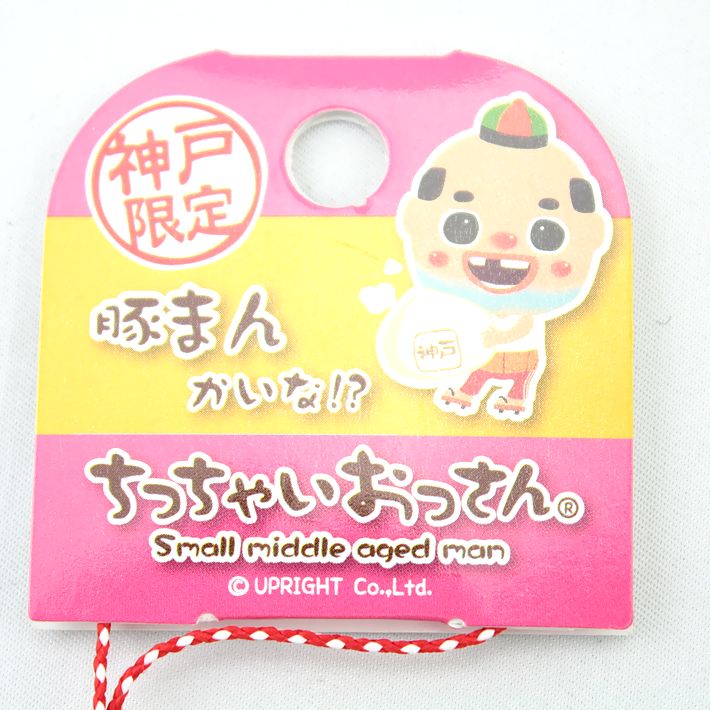 神戸
限定
豚まん
かいな!?
神戸
ちっちゃいおっさん®
Small middle aged man
© UPRIGHT Co.,Ltd.